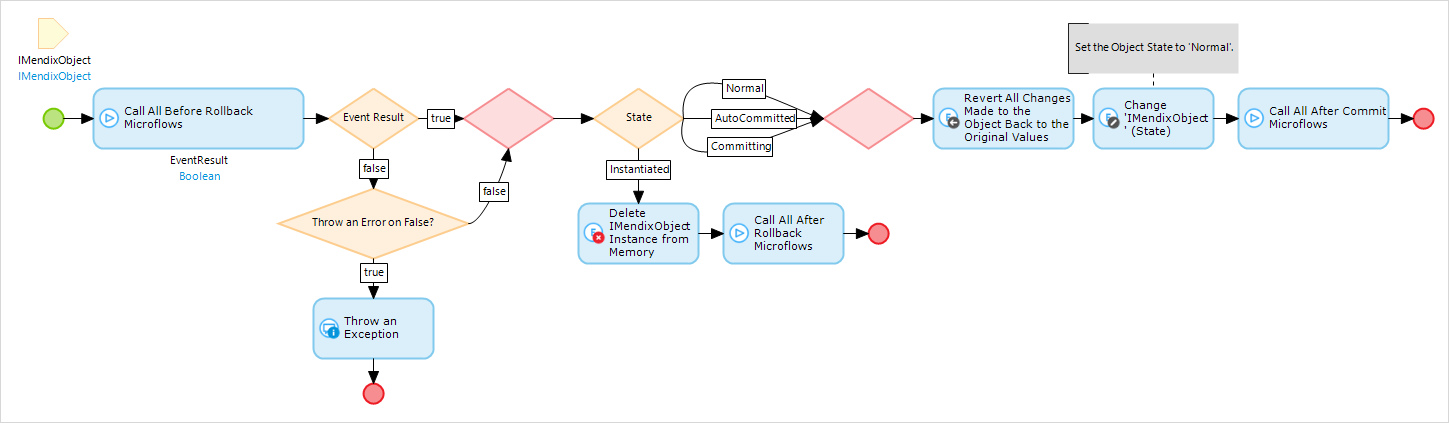 IMendixObject
IMendixObject
Set the Object State to 'Normal'.
Call All Before Rollback
Microflows
EventResult
Boolean
Event Result
true
false
Throw an Error on False?
false
true
Throw an
Exception
State
Normal
AutoCommitted
Committing
Instantiated
Delete
IMendixObject
Instance from
Memory
Call All After
Rollback
Microflows
Revert All Changes
Made to the
Object Back to the
Original Values
Change
'IMendixObject
' (State)
Call All After Commit
Microflows